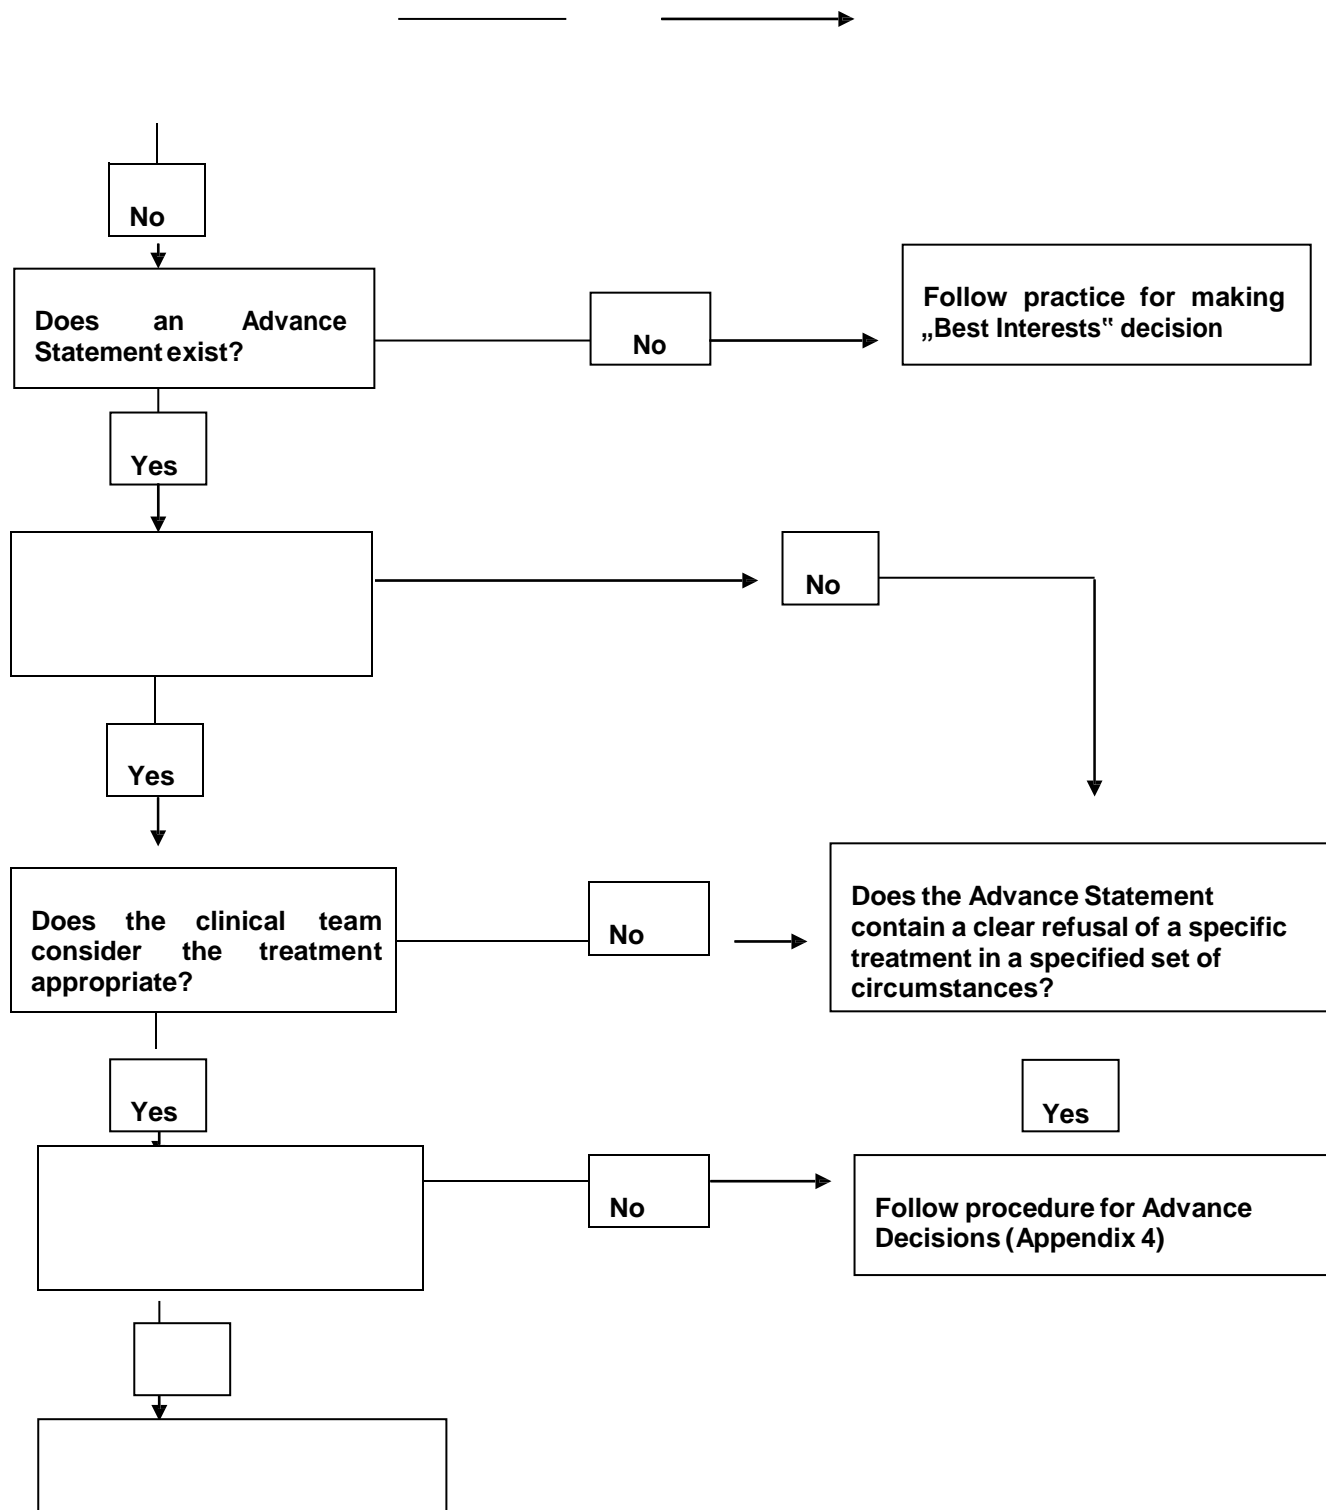 No
Does an Advance
Statement exist?
No
Follow practice for making
„Best Interests‟ decision
Yes
No
Yes
Does the clinical team
consider the treatment
appropriate?
No
Does the Advance Statement
contain a clear refusal of a specific
treatment in a specified set of
circumstances?
Yes
Yes
No
Follow procedure for Advance
Decisions (Appendix 4)